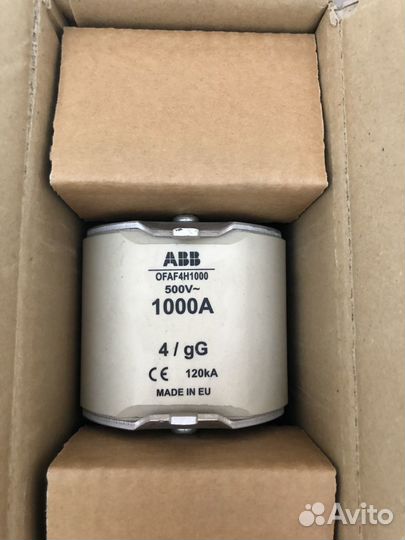 ABB
OFAF4H1000
500V~
1000A
4 / gG
CE 120kA
MADE IN EU
Avito